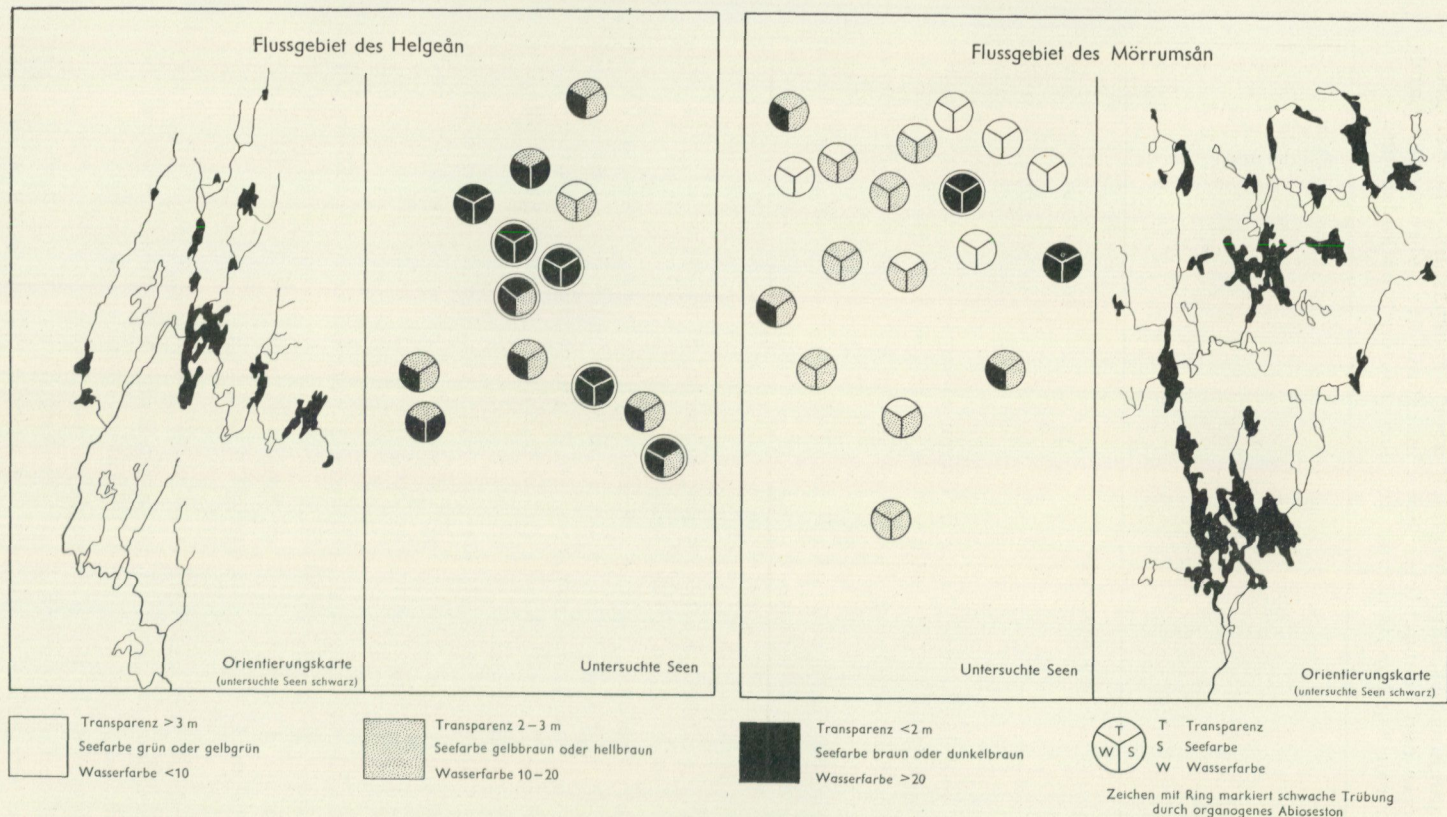 Flussgebiet des Helgeån
Orientierungskarte
(untersuchte Seen schwarz)
Untersuchte Seen
Flussgebiet des Mörrumsån
Untersuchte Seen
Orientierungskarte
(untersuchte Seen schwarz)
Transparenz >3 m
Seefarbe grün oder gelbgrün
Wasserfarbe <10
Transparenz 2–3 m
Seefarbe gelbbraun oder hellbraun
Wasserfarbe 10–20
Transparenz <2 m
Seefarbe braun oder dunkelbraun
Wasserfarbe >20
T
W S
T Transparenz
S Seefarbe
W Wasserfarbe
Zeichen mit Ring markiert schwache Trübung
durch organogenes Abioseston